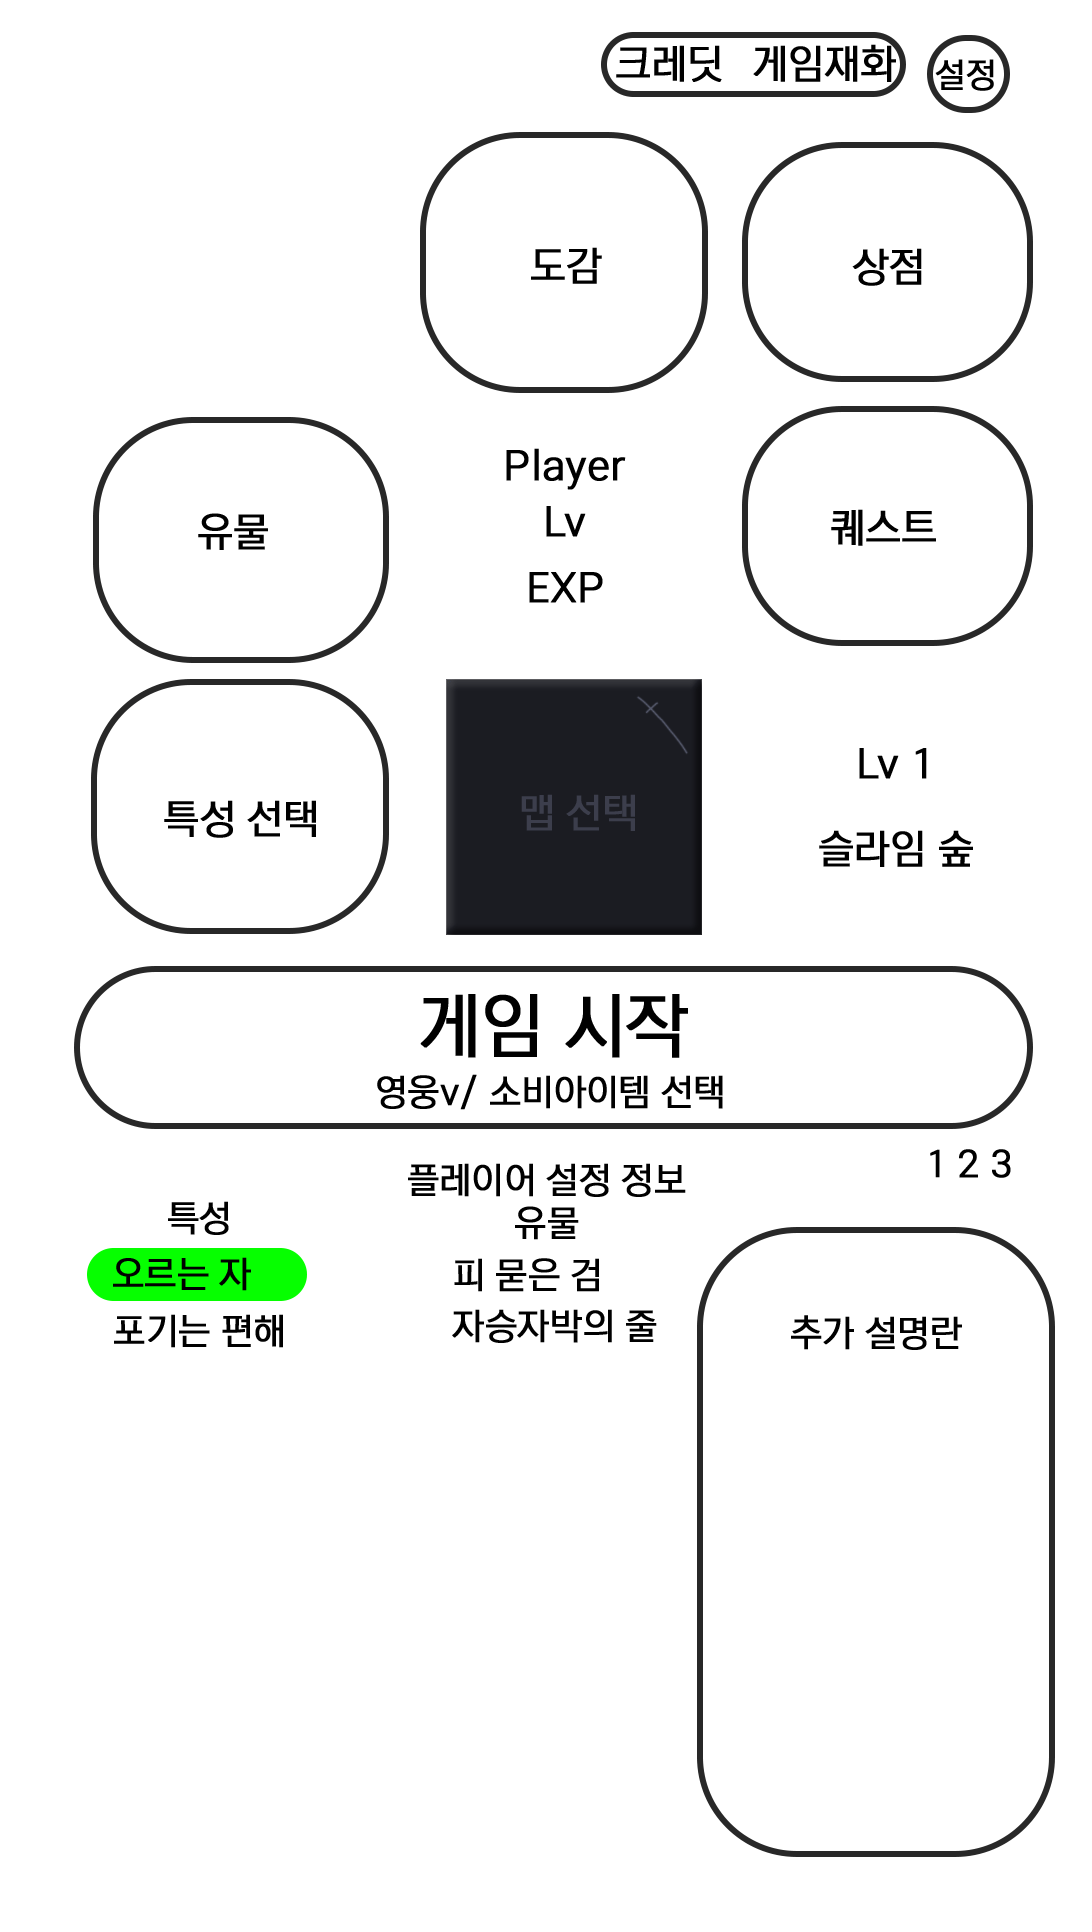 크레딧 게임재화
설정
도감
상점
유물
Player
Lv
EXP
퀘스트
특성 선택
맵 선택
Lv 1
슬라임 숲
게임 시작
영웅v/ 소비아이템 선택
1 2 3
플레이어 설정 정보
특성
오르는 자
포기는 편해
유물
피 묻은 검
자승자박의 줄
추가 설명란